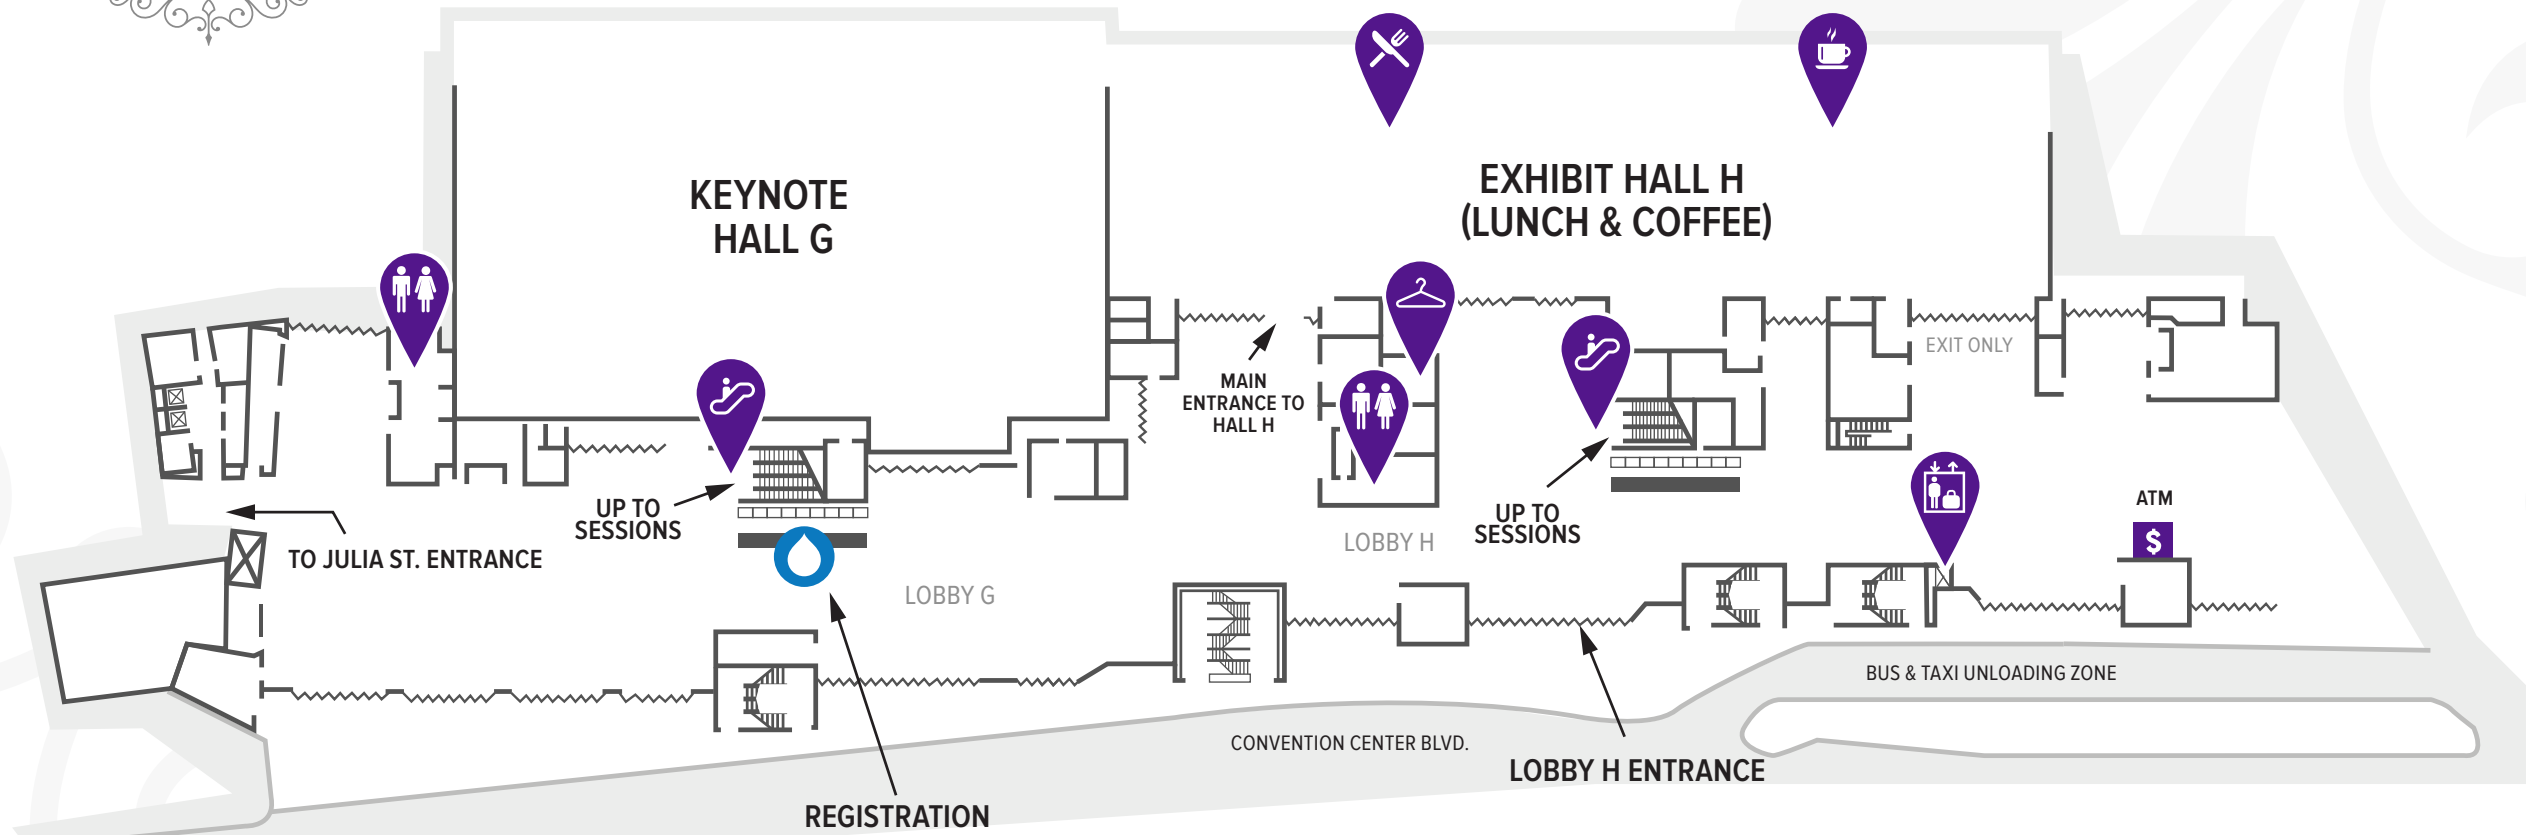 KEYNOTE
HALL G
EXHIBIT HALL H
(LUNCH & COFFEE)
EXIT ONLY
MAIN
ENTRANCE TO
HALL H
UP TO
SESSIONS
UP TO
SESSIONS
ATM
$
TO JULIA ST. ENTRANCE
LOBBY H
LOBBY G
BUS & TAXI UNLOADING ZONE
CONVENTION CENTER BLVD.
LOBBY H ENTRANCE
REGISTRATION